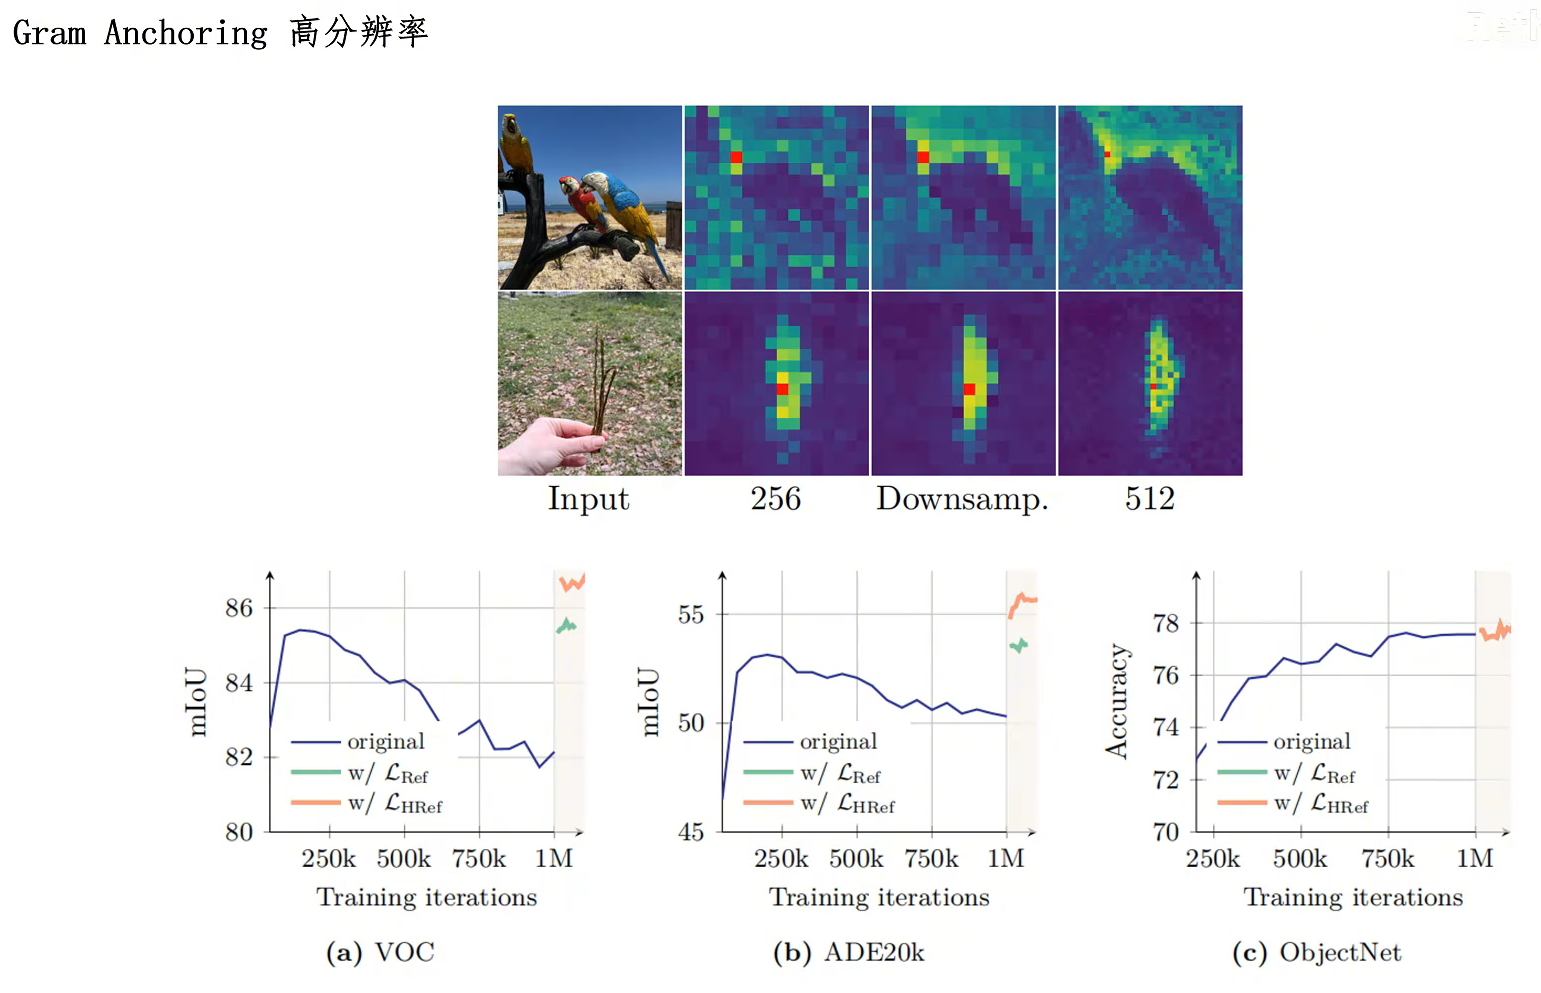 Gram Anchoring 高分辨率
Input 256 Downsamp. 512
mIoU
86
84
82
80
original
w/ ℒRef
w/ ℒHRef
250k 500k 750k 1M
Training iterations
(a) VOC
mIoU
55
50
45
original
w/ ℒRef
w/ ℒHRef
250k 500k 750k 1M
Training iterations
(b) ADE20k
Accuracy
78
76
74
72
70
original
w/ ℒRef
w/ ℒHRef
250k 500k 750k 1M
Training iterations
(c) ObjectNet